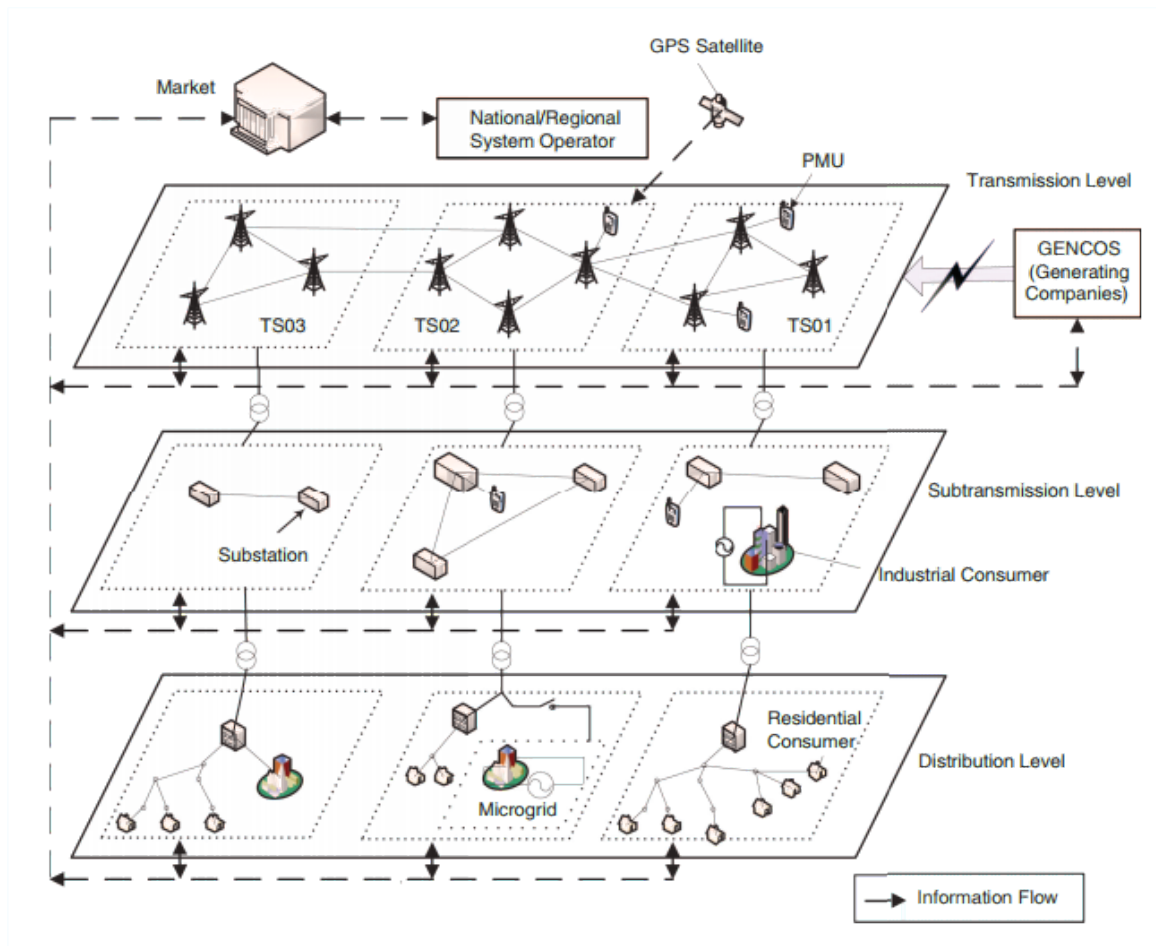 GPS Satellite
Market
National/Regional
System Operator
PMU
Transmission Level
GENCOS
(Generating
Companies)
TS03
TS02
TS01
Subtransmission Level
Substation
Industrial Consumer
Residential
Consumer
Distribution Level
Microgrid
Information Flow